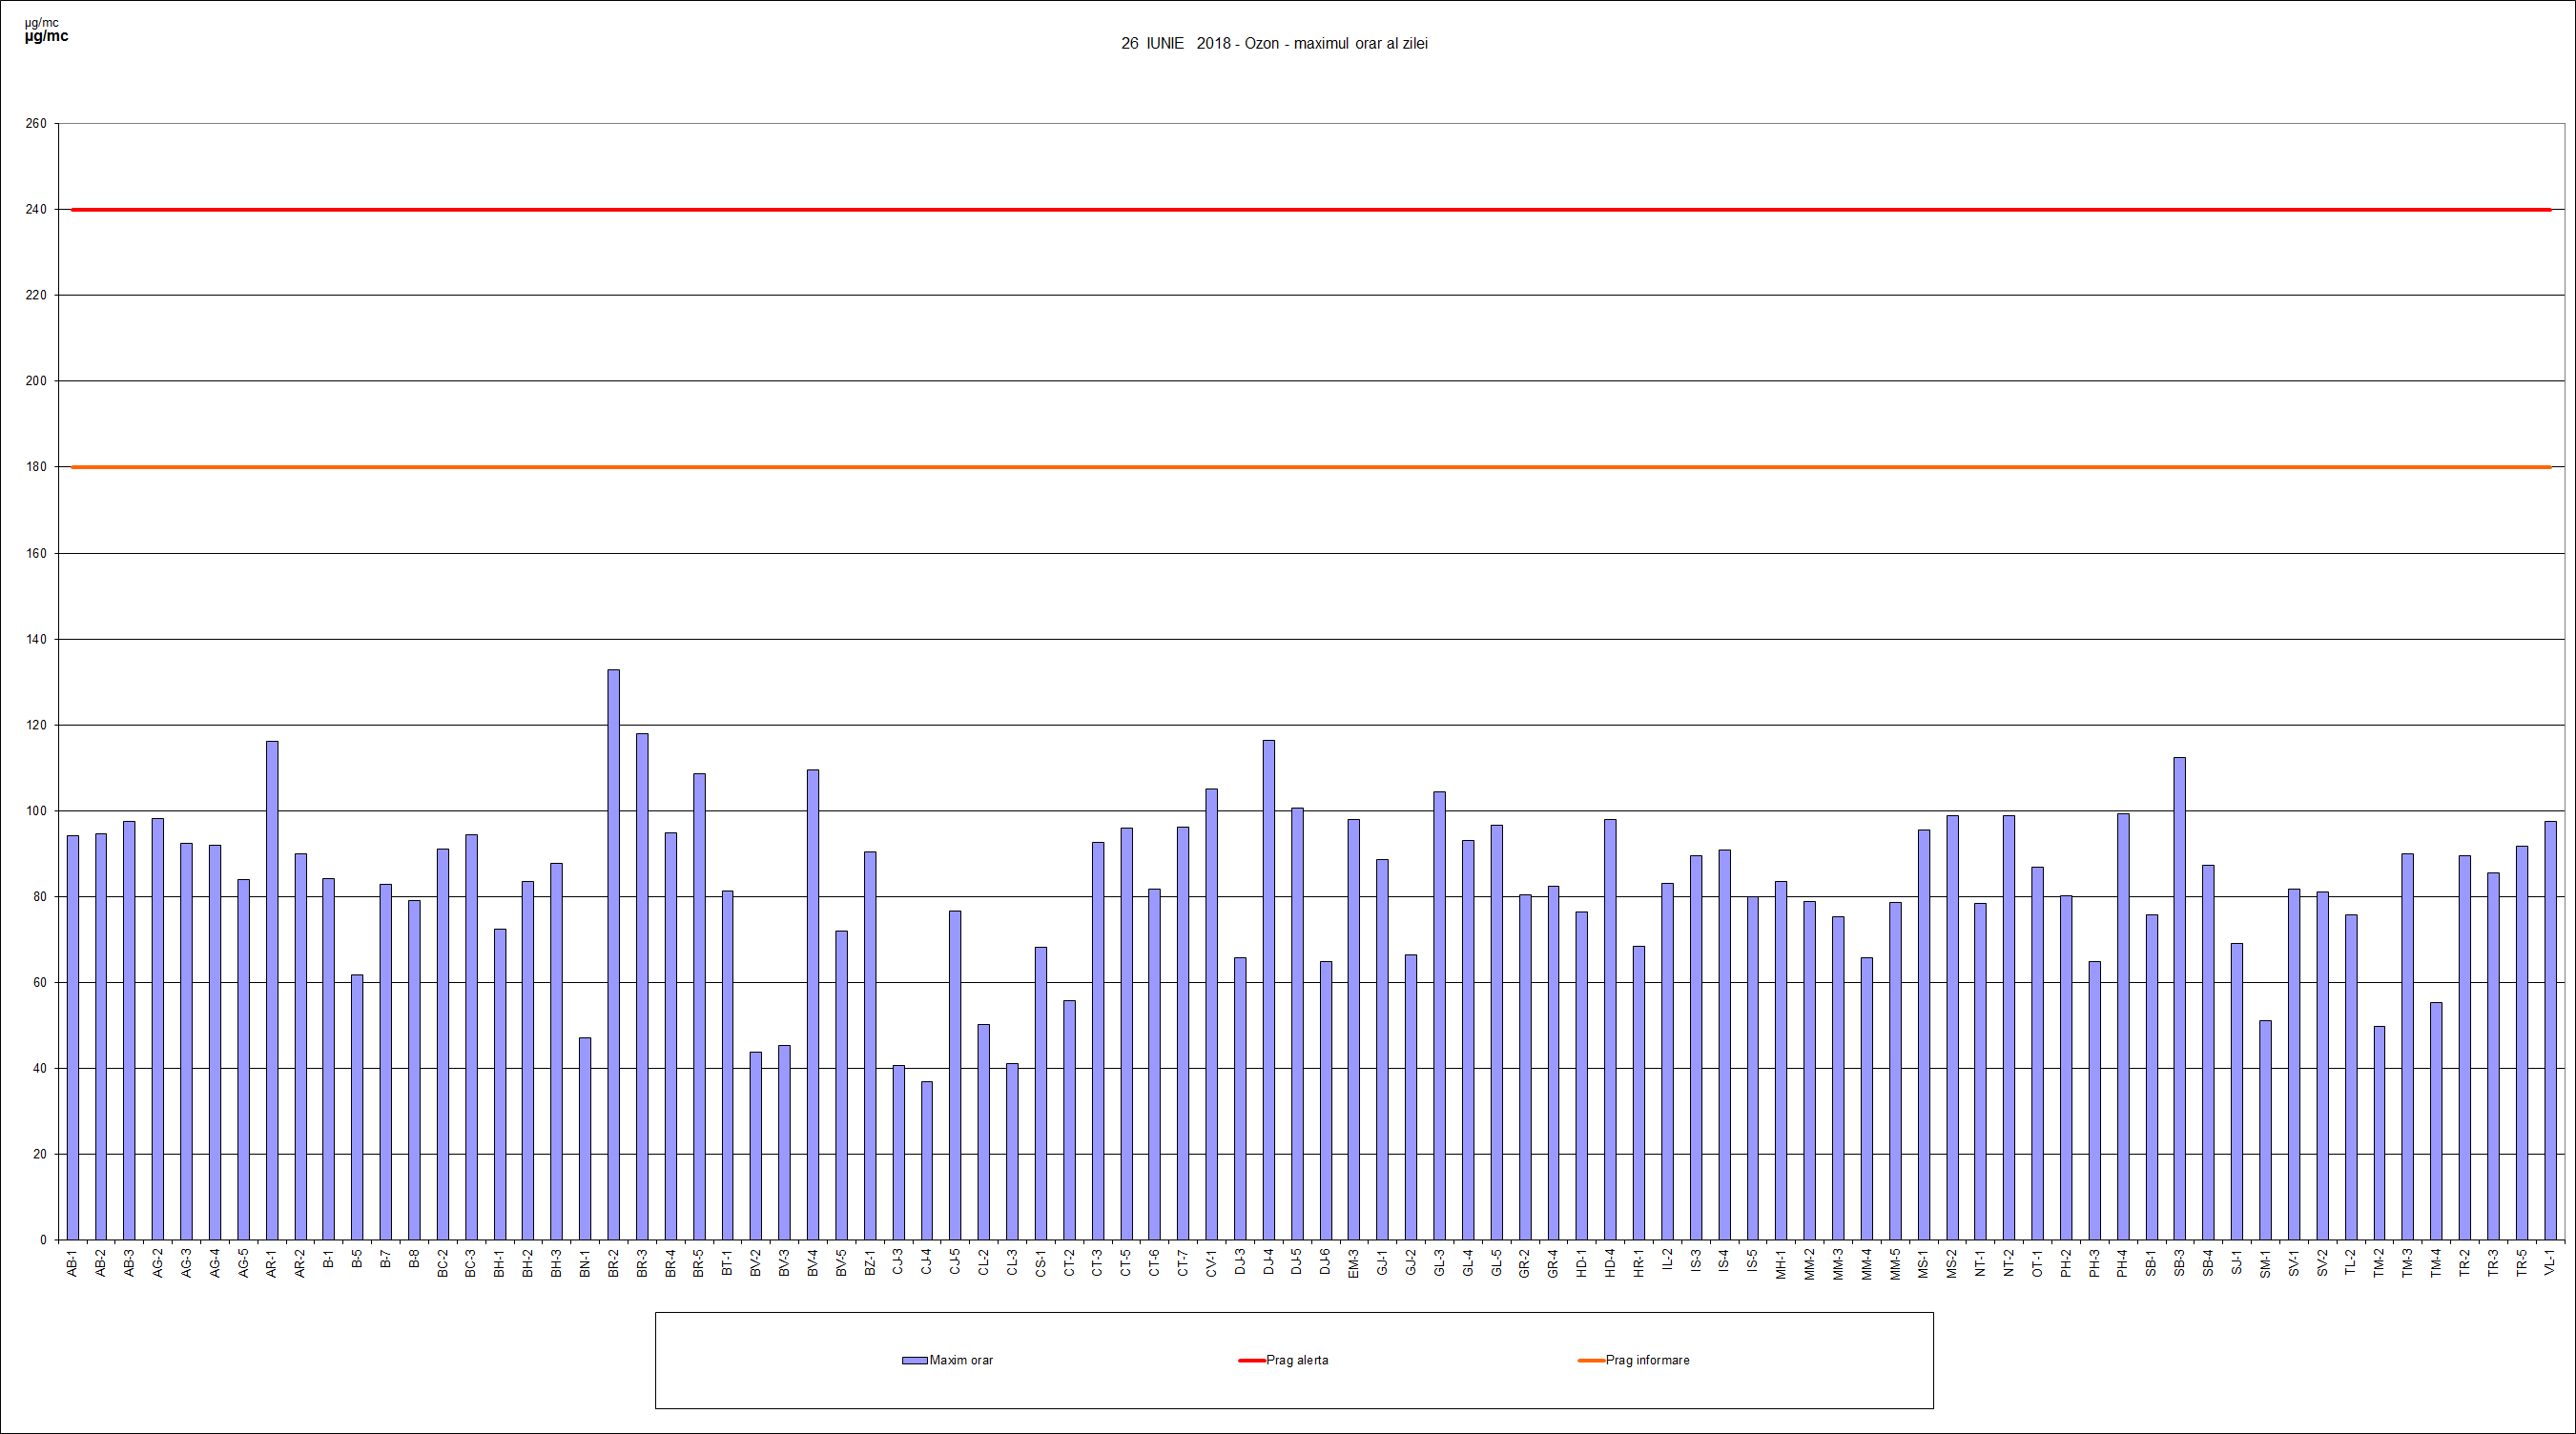 µg/mc
µg/mc
26 IUNIE 2018 - Ozon - maximul orar al zilei
260
240
220
200
180
160
140
120
100
80
60
40
20
0
AB-1
AB-2
AB-3
AG-2
AG-3
AG-4
AG-5
AR-1
AR-2
B-1
B-5
B-7
B-8
BC-2
BC-3
BH-1
BH-2
BH-3
BN-1
BR-2
BR-3
BR-4
BR-5
BT-1
BV-2
BV-3
BV-4
BV-5
BZ-1
CJ-3
CJ-4
CJ-5
CL-2
CL-3
CS-1
CT-2
CT-3
CT-5
CT-6
CT-7
CV-1
DJ-3
DJ-4
DJ-5
DJ-6
EM-3
GJ-1
GJ-2
GL-3
GL-4
GL-5
GR-2
GR-4
HD-1
HD-4
HR-1
IL-2
IS-3
IS-4
IS-5
MH-1
MM-2
MM-3
MM-4
MM-5
MS-1
MS-2
NT-1
NT-2
OT-1
PH-2
PH-3
PH-4
SB-1
SB-3
SB-4
SJ-1
SM-1
SV-1
SV-2
TL-2
TM-2
TM-3
TM-4
TR-2
TR-3
TR-5
VL-1
Maxim orar
Prag alerta
Prag informare